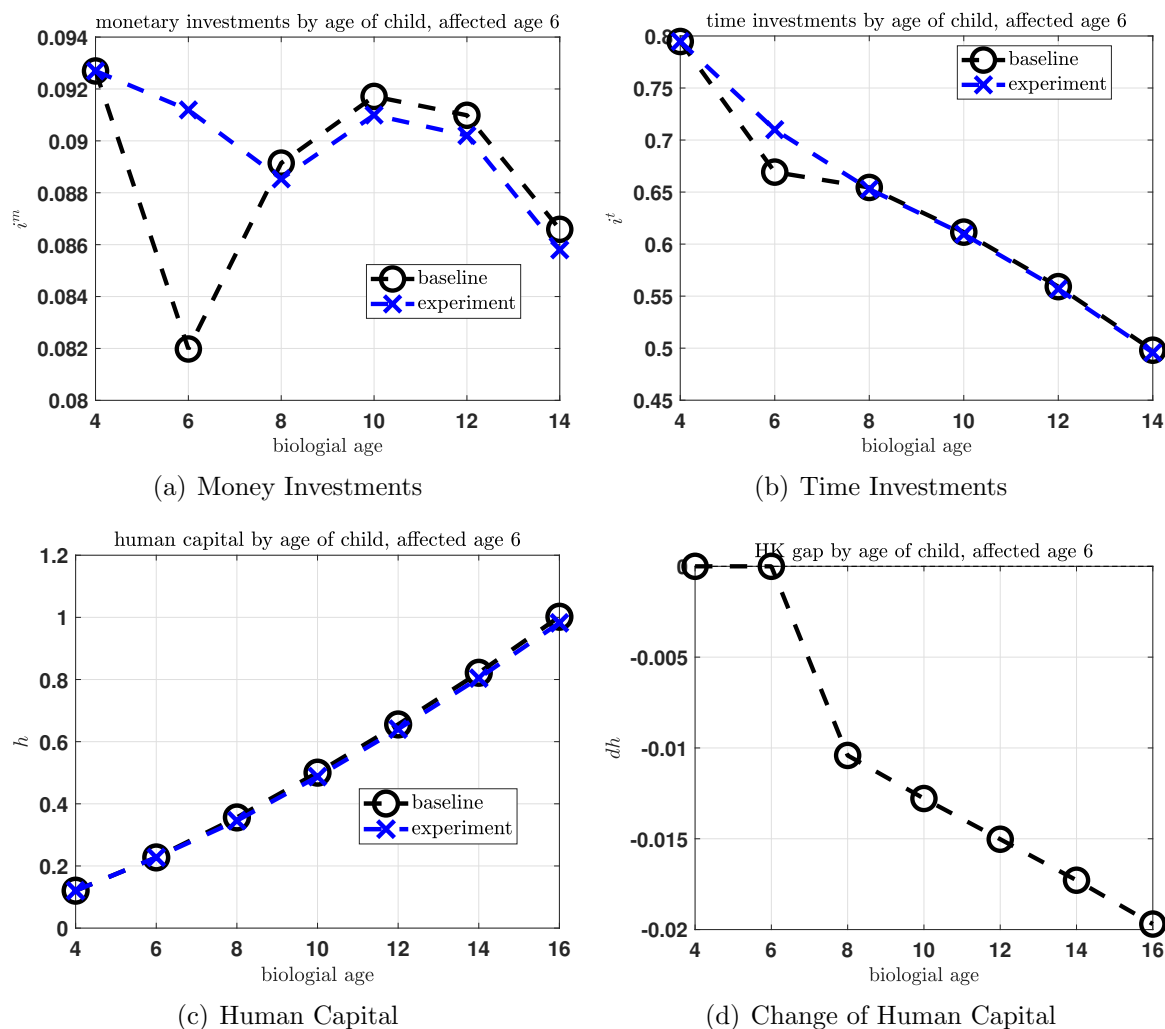 monetary investments by age of child, affected age 6
0.094
0.092
0.09
0.088
0.086
0.084
0.082
0.08
i^m
4 6 8 10 12 14
biologial age
baseline
experiment
(a) Money Investments
time investments by age of child, affected age 6
0.8
0.75
0.7
0.65
0.6
0.55
0.5
0.45
i^t
4 6 8 10 12 14
biologial age
baseline
experiment
(b) Time Investments
human capital by age of child, affected age 6
1.2
1
0.8
0.6
0.4
0.2
0
h
4 6 8 10 12 14 16
biologial age
baseline
experiment
(c) Human Capital
HK gap by age of child, affected age 6
0
-0.005
-0.01
-0.015
-0.02
dh
4 6 8 10 12 14 16
biologial age
(d) Change of Human Capital